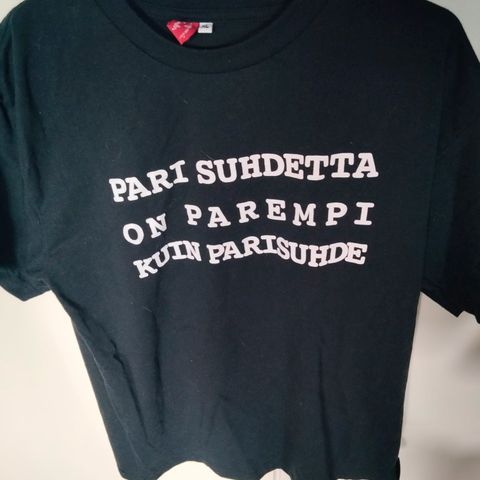 PARI SUHDETTA
ON PAREMPI
KUIN PARISUHDE